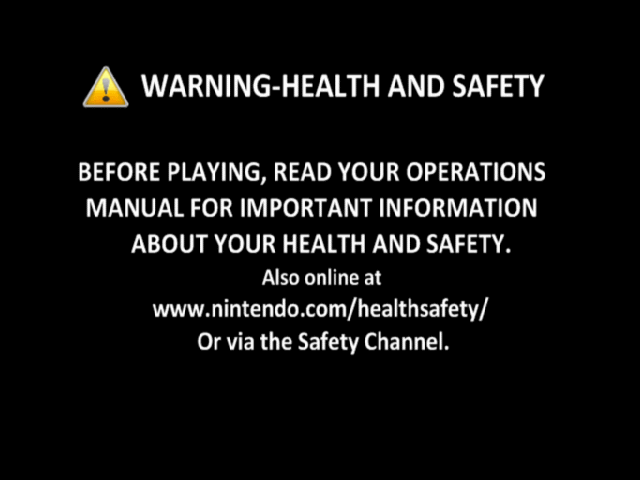 WARNING-HEALTH AND SAFETY
BEFORE PLAYING, READ YOUR OPERATIONS
MANUAL FOR IMPORTANT INFORMATION
ABOUT YOUR HEALTH AND SAFETY.
Also online at
www.nintendo.com/healthsafety/
Or via the Safety Channel.